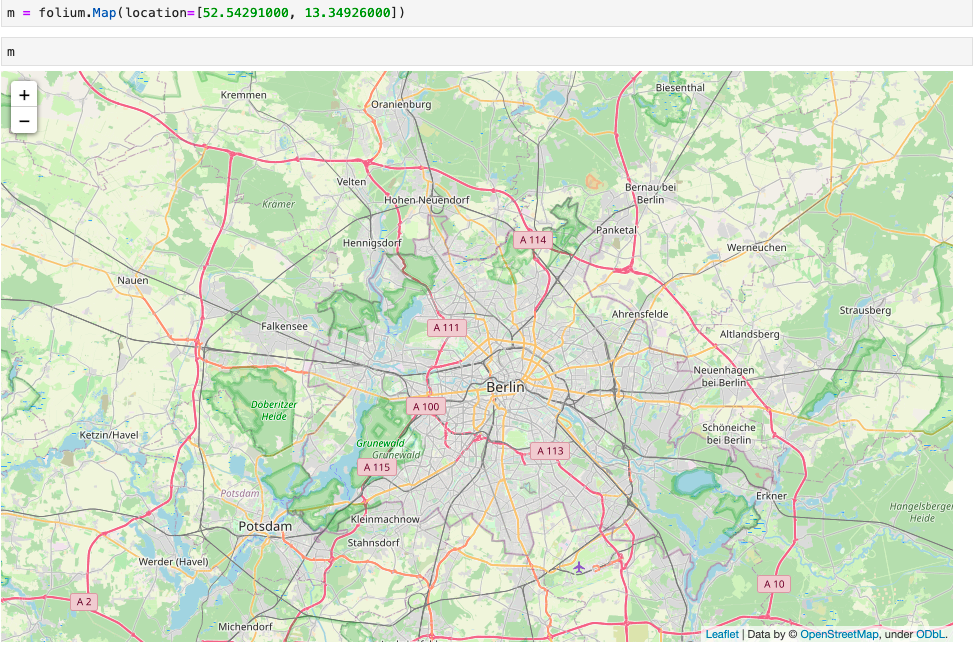 m = folium.Map(location=[52.54291000, 13.34926000])
m
+
−
Kremmen
Oranienburg
Biesenthal
Velten
Hohen Neuendorf
Bernau bei
Berlin
Krämer
Hennigsdorf
A 114
Panketal
Werneuchen
Nauen
Falkensee
A 111
Ahrensfelde
Strausberg
Altlandsberg
Neuenhagen
bei Berlin
Berlin
Döberitzer
Heide
A 100
Ketzin/Havel
Grunewald
Grunewald
Schöneiche
bei Berlin
A 115
A 113
Potsdam
Erkner
Hangelsberger
Heide
Potsdam
Kleinmachnow
Stahnsdorf
Werder (Havel)
A 2
A 10
Michendorf
Leaflet | Data by © OpenStreetMap, under ODbL.